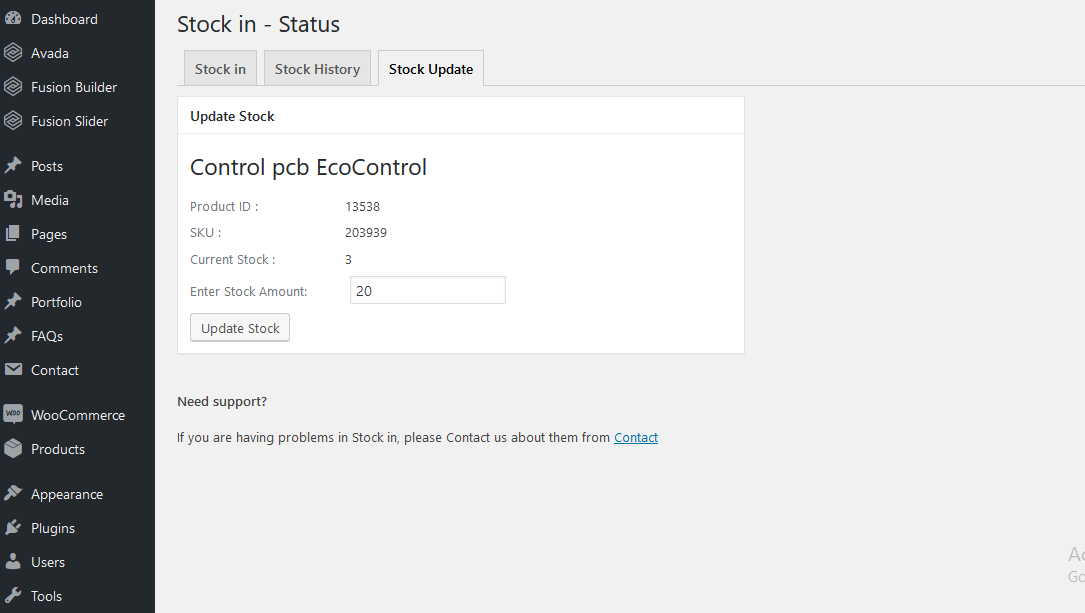 Dashboard
Avada
Fusion Builder
Fusion Slider
Posts
Media
Pages
Comments
Portfolio
FAQs
Contact
WOO WooCommerce
Products
Appearance
Plugins
Users
Tools
Stock in - Status
Stock in Stock History Stock Update
Update Stock
Control pcb EcoControl
Product ID : 13538
SKU : 203939
Current Stock : 3
Enter Stock Amount: 20
Update Stock
Need support?
If you are having problems in Stock in, please Contact us about them from Contact